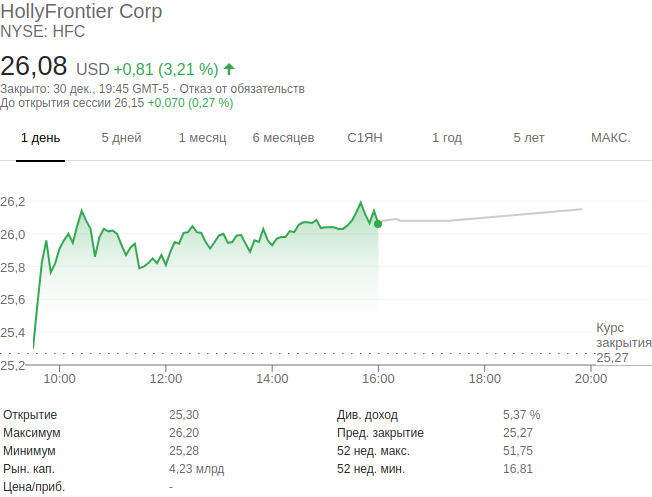 HollyFrontier Corp
NYSE: HFC
26,08 USD +0,81 (3,21 %)
Закрыто: 30 дек., 19:45 GMT-5 · Отказ от обязательств
До открытия сессии 26,15 +0,070 (0,27 %)
1 день 5 дней 1 месяц 6 месяцев С1ЯН 1 год 5 лет МАКС.
26,2
26,0
25,8
25,6
25,4
25,2
Курс
закрытия
25,27
10:00 12:00 14:00 16:00 18:00 20:00
Открытие 25,30 Див. доход 5,37 %
Максимум 26,20 Пред. закрытие 25,27
Минимум 25,28 52 нед. макс. 51,75
Рын. кап. 4,23 млрд 52 нед. мин. 16,81
Цена/приб. -